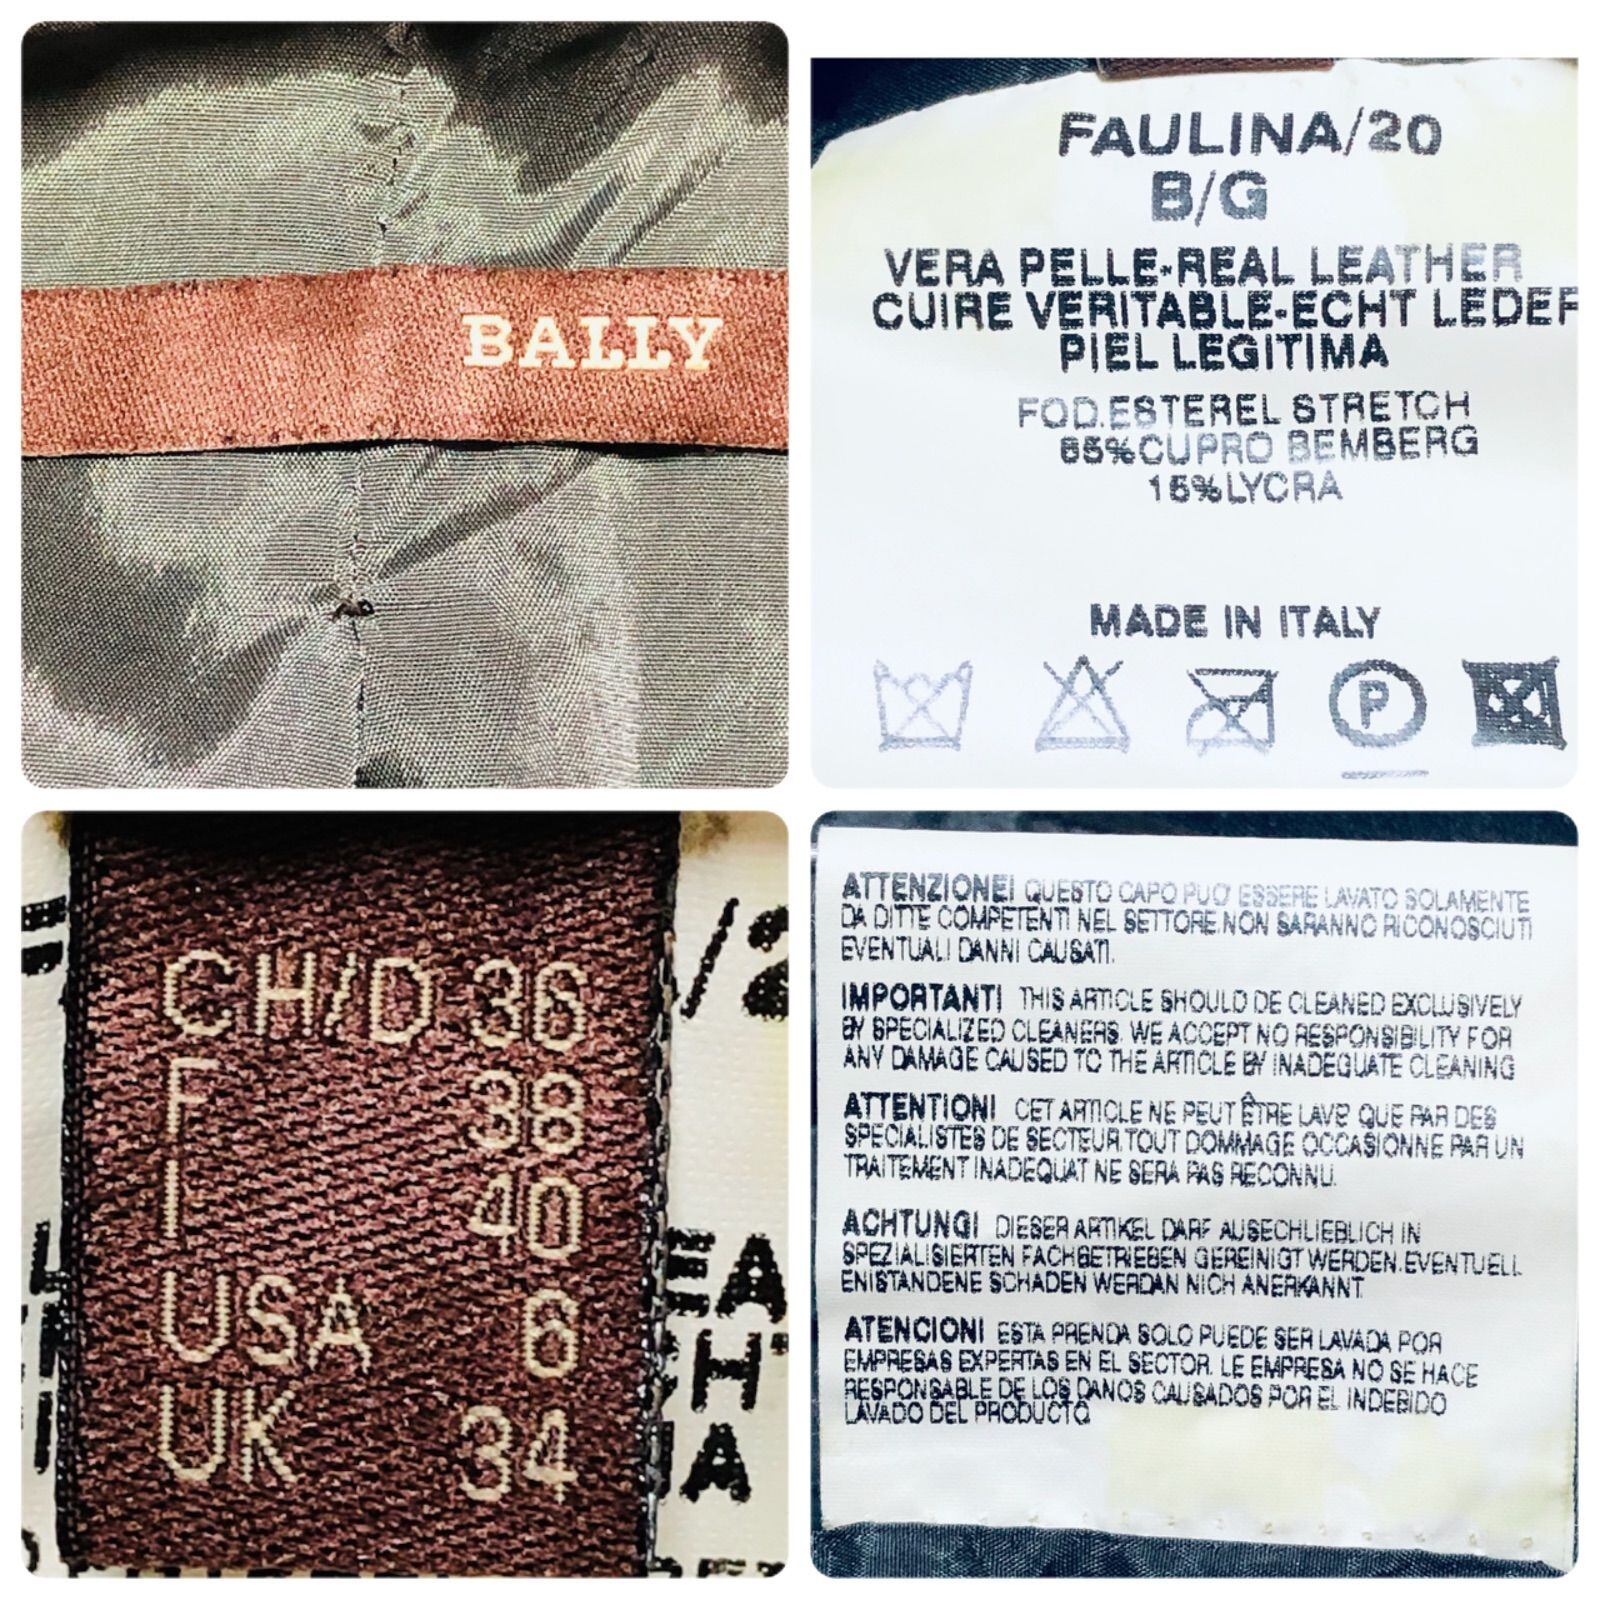 BALLY
FAULINA/20
B/G
VERA PELLE-REAL LEATHER
CUIRE VERITABLE-ECHT LEDER
PIEL LEGITIMA
FOD.ESTEREL STRETCH
85%CUPRO BEMBERG
15%LYCRA
MADE IN ITALY
P
CH/D 36
F 38
I 40
USA 6
UK 34
ATTENZIONE! QUESTO CAPO PUO' ESSERE LAVATO SOLAMENTE
DA DITTE COMPETENTI NEL SETTORE.NON SARANNO RICONOSCIUTI
EVENTUALI DANNI CAUSATI.
IMPORTANT! THIS ARTICLE SHOULD DE CLEANED EXCLUSIVELY
BY SPECIALIZED CLEANERS. WE ACCEPT NO RESPONSIBILITY FOR
ANY DAMAGE CAUSED TO THE ARTICLE BY INADEGUATE CLEANING
ATTENTION! CET ARTICLE NE PEUT ÊTRE LAVE' QUE PAR DES
SPECIALISTES DE SECTEUR.TOUT DOMMAGE OCCASIONNE PAR UN
TRAITEMENT INADEQUAT NE SERA PAS RECONNU.
ACHTUNG! DIESER ARTIKEL DARF AUSECHLIEBLICH IN
SPEZIALISIERTEN FACHBETRIEBEN GEREINIGT WERDEN.EVENTUELL
ENISTANDENE SCHADEN WERDAN NICH ANERKANNT.
ATENCION! ESTA PRENDA SOLO PUEDE SER LAVADA POR
EMPRESAS EXPERTAS EN EL SECTOR. LE EMPRESA NO SE HACE
RESPONSABLE DE LOS DANOS CAUSADOS POR EL INDEBIDO
LAVADO DEL PRODUCTO.